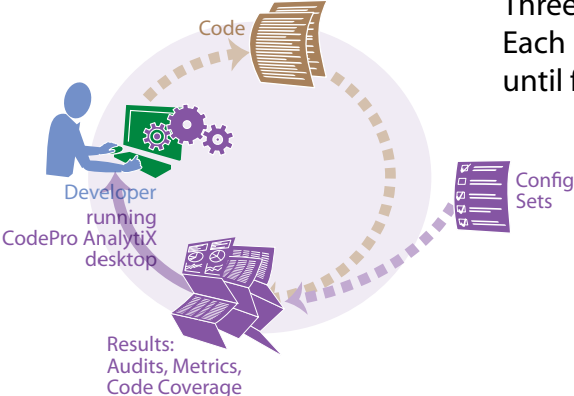 Three
Each
until f
Code
Developer
running
CodePro AnalytiX
desktop
Config
Sets
Results:
Audits, Metrics,
Code Coverage